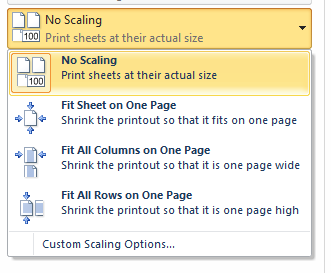 No Scaling
Print sheets at their actual size
100
No Scaling
Print sheets at their actual size
100
Fit Sheet on One Page
Shrink the printout so that it fits on one page
Fit All Columns on One Page
Shrink the printout so that it is one page wide
Fit All Rows on One Page
Shrink the printout so that it is one page high
Custom Scaling Options...